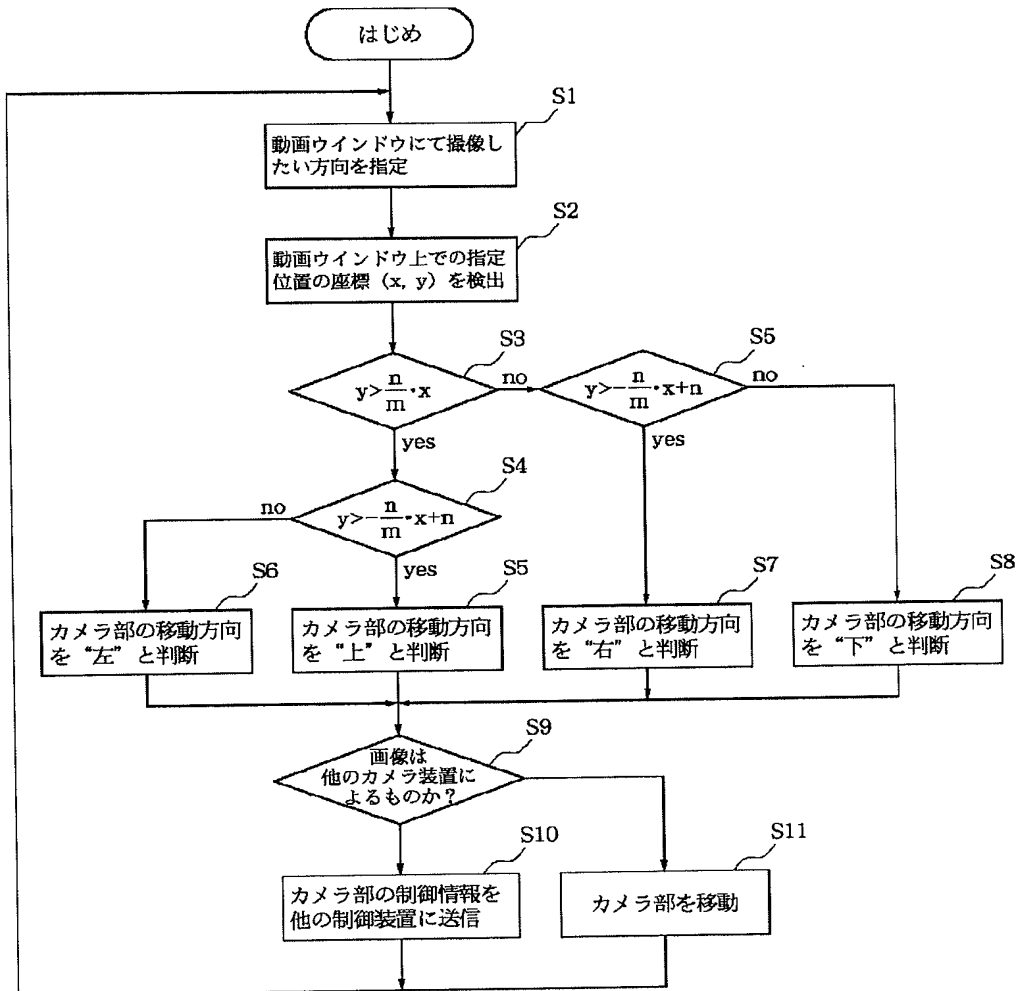 はじめ
S1
動画ウインドウにて撮像し
たい方向を指定
S2
動画ウインドウ上での指定
位置の座標（x, y）を検出
S3
y>n/m・x
no
yes
S5
y>-n/m・x+n
no
yes
S4
y>-n/m・x+n
no
yes
S6
カメラ部の移動方向
を“左”と判断
S5
カメラ部の移動方向
を“上”と判断
S7
カメラ部の移動方向
を“右”と判断
S8
カメラ部の移動方向
を“下”と判断
S9
画像は
他のカメラ装置に
よるものか？
S10
カメラ部の制御情報を
他の制御装置に送信
S11
カメラ部を移動